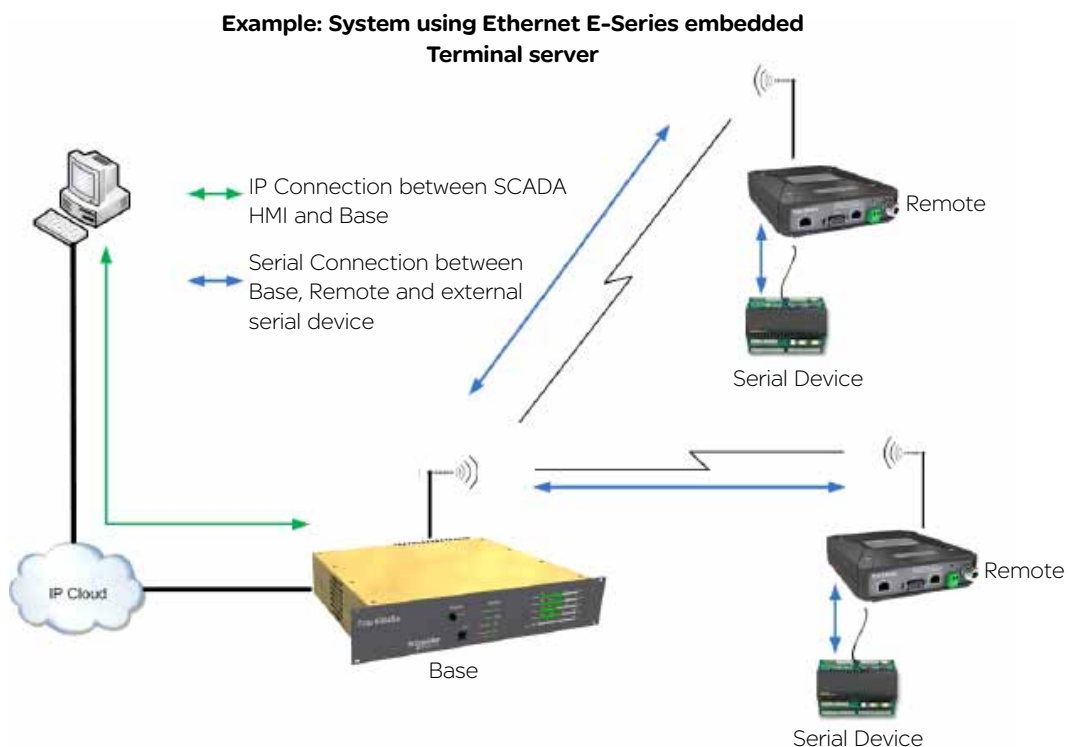 Example: System using Ethernet E-Series embedded
Terminal server
IP Connection between SCADA
HMI and Base
Serial Connection between
Base, Remote and external
serial device
Remote
Serial Device
IP Cloud
Base
Remote
Serial Device